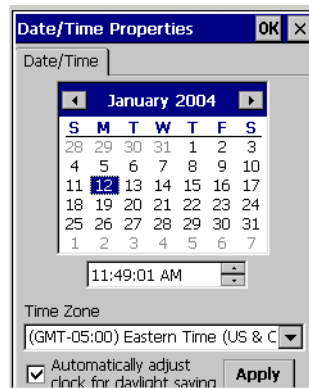 Date/Time Properties OK ×
Date/Time
January 2004
S M T W T F S
28 29 30 31 1 2 3
4 5 6 7 8 9 10
11 12 13 14 15 16 17
18 19 20 21 22 23 24
25 26 27 28 29 30 31
1 2 3 4 5 6 7
11:49:01 AM
Time Zone
(GMT-05:00) Eastern Time (US & C
Automatically adjust
clock for daylight saving
Apply